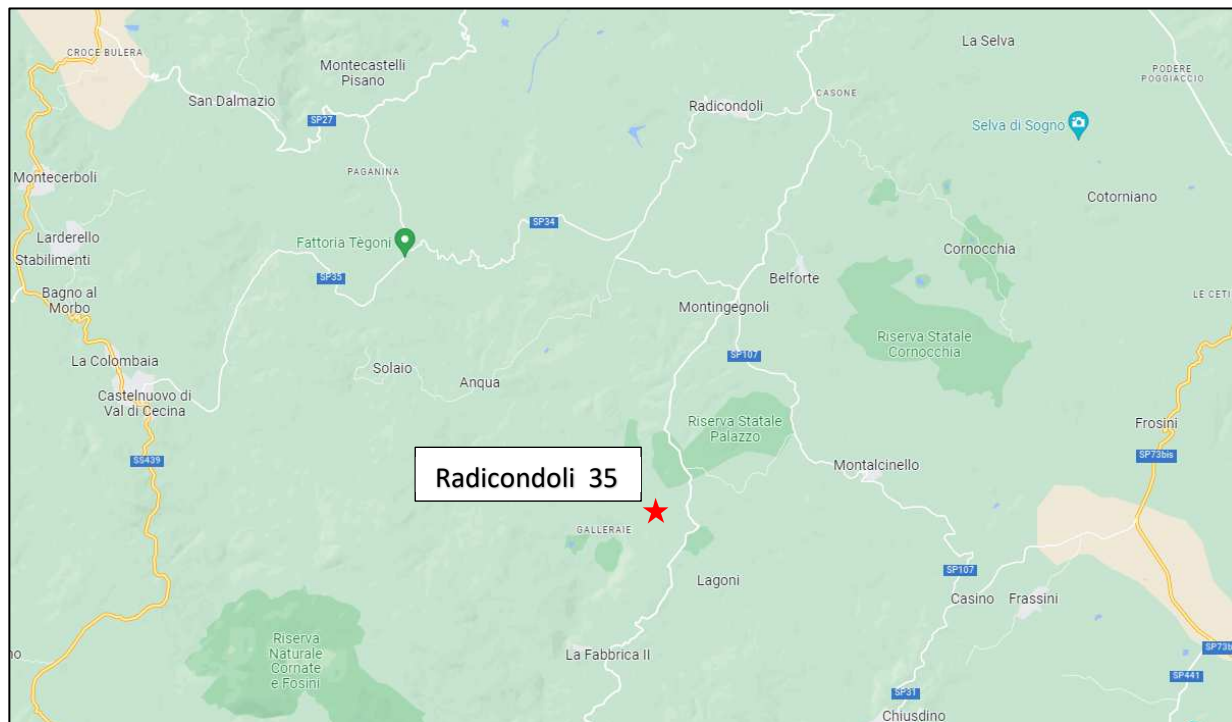 CROCE BULERA
La Selva
Montecastelli
Pisano
PODERE
POGGIACCIO
San Dalmazio
Radicondoli
CASONE
SP27
Selva di Sogno
PAGANINA
Montecerboli
Cotorniano
SP34
Larderello
Fattoria Tègoni
Cornocchia
Stabilimenti
SP35
Belforte
Bagno al
Morbo
Montingegnoli
LE CETI
Riserva Statale
Cornocchia
La Colombaia
SP107
Solaio
Anqua
Castelnuovo di
Val di Cecina
Riserva Statale
Palazzo
Frosini
SS439
SP73bis
Montalcinello
Radicondoli 35
GALLERAIE
Lagoni
SP107
Casino
Frassini
Riserva
Naturale
Cornate
e Fosini
no
La Fabbrica II
SP73b
SP441
SP31
Chiusdino